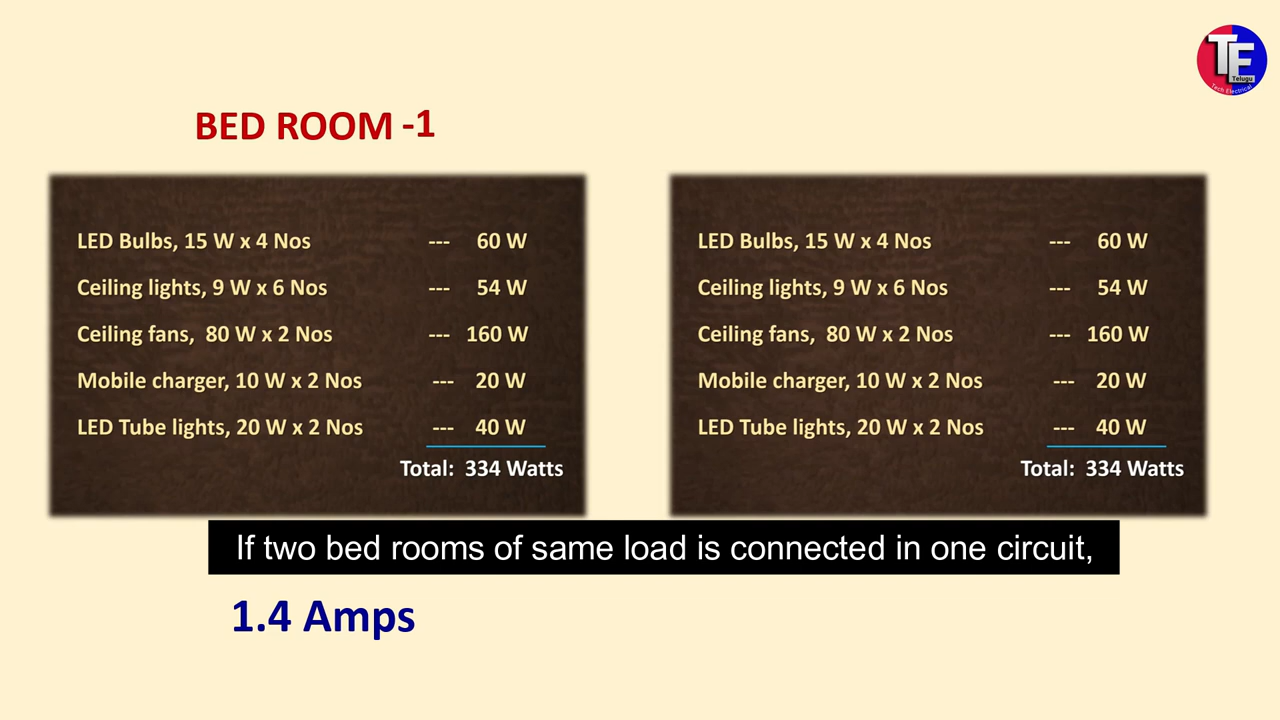 TE
Telugu
Tech Electrical
BED ROOM -1
LED Bulbs, 15 W x 4 Nos --- 60 W
Ceiling lights, 9 W x 6 Nos --- 54 W
Ceiling fans, 80 W x 2 Nos --- 160 W
Mobile charger, 10 W x 2 Nos --- 20 W
LED Tube lights, 20 W x 2 Nos --- 40 W
Total: 334 Watts
LED Bulbs, 15 W x 4 Nos --- 60 W
Ceiling lights, 9 W x 6 Nos --- 54 W
Ceiling fans, 80 W x 2 Nos --- 160 W
Mobile charger, 10 W x 2 Nos --- 20 W
LED Tube lights, 20 W x 2 Nos --- 40 W
Total: 334 Watts
If two bed rooms of same load is connected in one circuit,
1.4 Amps